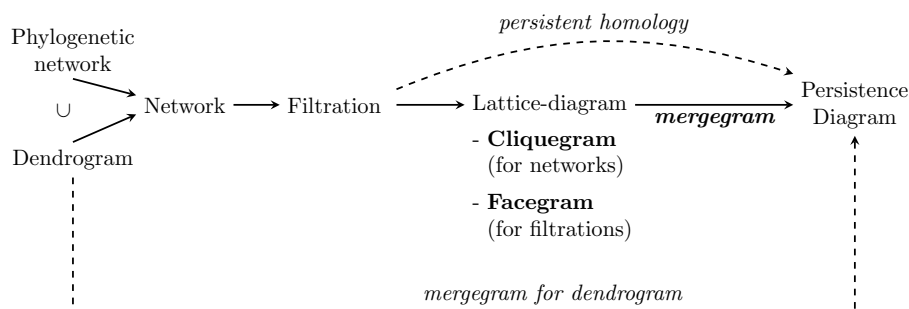 persistent homology
Phylogenetic
network
∪
Dendrogram
Network
Filtration
Lattice-diagram
- Cliquegram
(for networks)
- Facegram
(for filtrations)
mergegram
Persistence
Diagram
mergegram for dendrogram